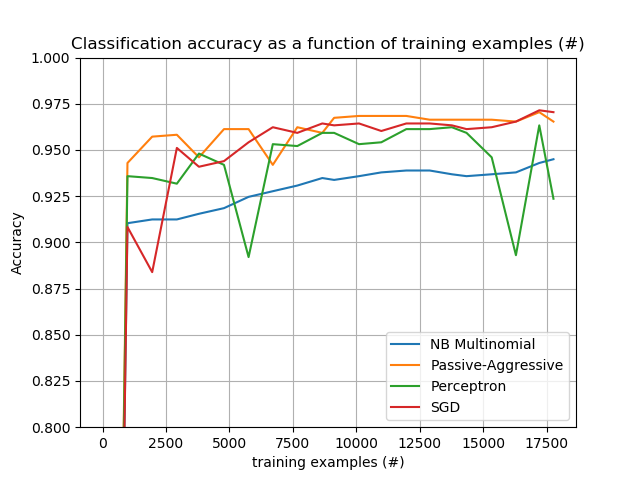 Classification accuracy as a function of training examples (#)
1.000
0.975
0.950
0.925
0.900
0.875
0.850
0.825
0.800
Accuracy
NB Multinomial
Passive-Aggressive
Perceptron
SGD
0 2500 5000 7500 10000 12500 15000 17500
training examples (#)